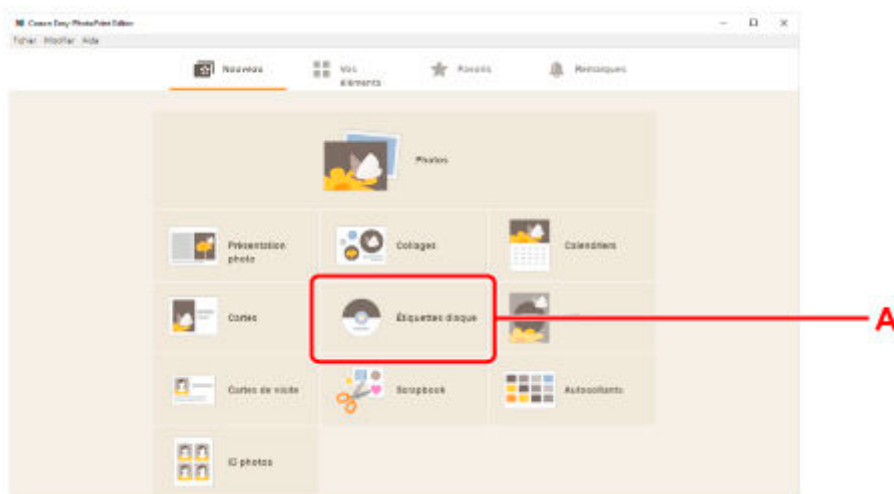 Canon Easy-PhotoPrint Editor
Fichier Modifier Aide
Nouveau
Vos
éléments
Favoris
Remarques
Photos
Présentation
photo
Collages
Calendriers
Cartes
Étiquettes disque
A
Cartes de visite
Scrapbook
Autocollants
ID photos